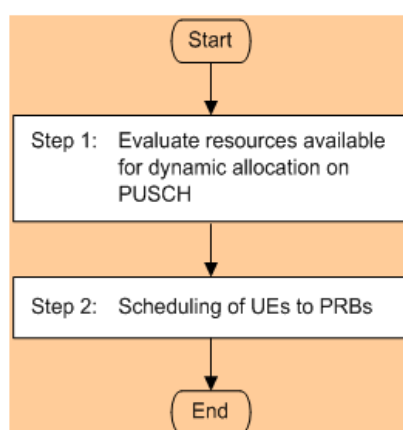 Start
Step 1: Evaluate resources available
for dynamic allocation on
PUSCH
Step 2: Scheduling of UEs to PRBs
End